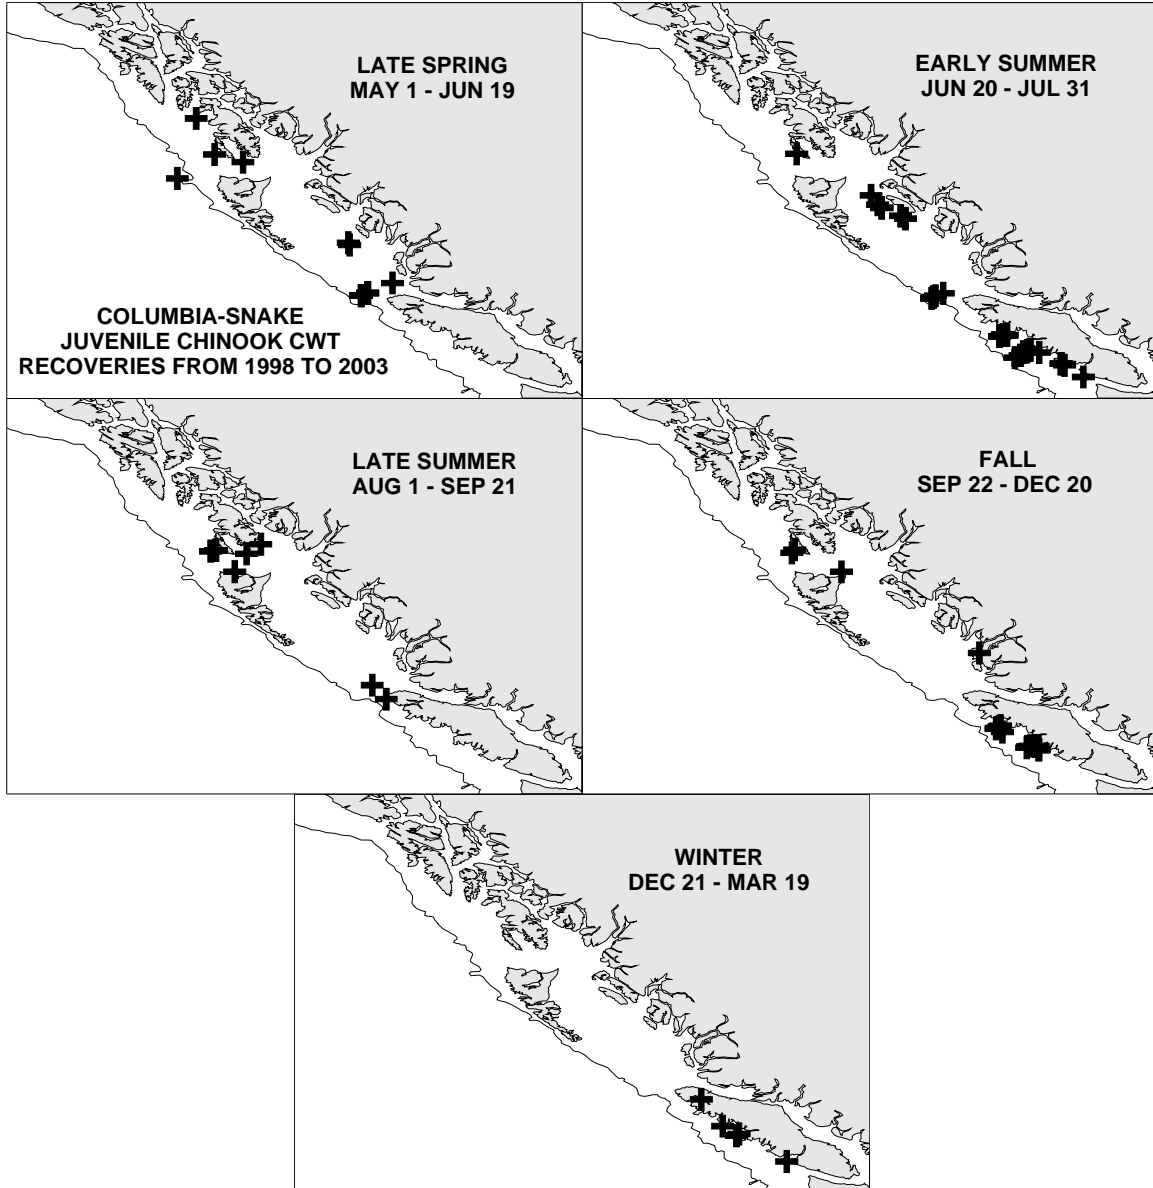 LATE SPRING
MAY 1 - JUN 19
COLUMBIA-SNAKE
JUVENILE CHINOOK CWT
RECOVERIES FROM 1998 TO 2003
EARLY SUMMER
JUN 20 - JUL 31
LATE SUMMER
AUG 1 - SEP 21
FALL
SEP 22 - DEC 20
WINTER
DEC 21 - MAR 19